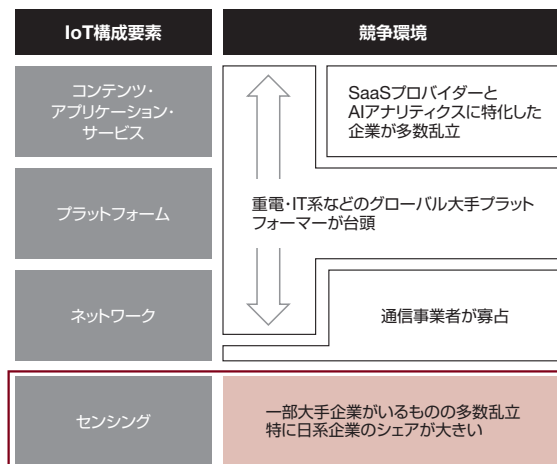 IoT構成要素
競争環境
コンテンツ・
アプリケーション・
サービス
SaaSプロバイダーと
AIアナリティクスに特化した
企業が多数乱立
プラットフォーム
重電・IT系などのグローバル大手プラット
フォーマーが台頭
ネットワーク
通信事業者が寡占
センシング
一部大手企業がいるものの多数乱立
特に日系企業のシェアが大きい